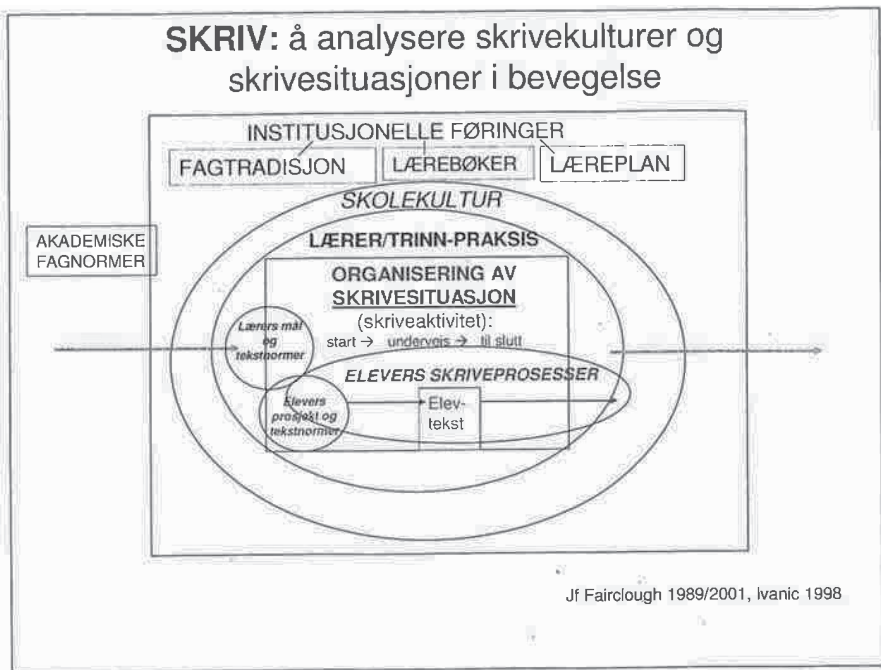 SKRIV: å analysere skrivekulturer og
skrivesituasjoner i bevegelse
INSTITUSJONELLE FØRINGER
FAGTRADISJON
LÆREBØKER
LÆREPLAN
SKOLEKULTUR
AKADEMISKE
FAGNORMER
LÆRER/TRINN-PRAKSIS
ORGANISERING AV
SKRIVESITUASJON
(skriveaktivitet):
start → underveis → til slutt
Lærers mål
og
tekstnormer
ELEVERS SKRIVEPROSESSER
Elevers
prosjekt og
tekstnormer
Elev-
tekst
Jf Fairclough 1989/2001, Ivanic 1998